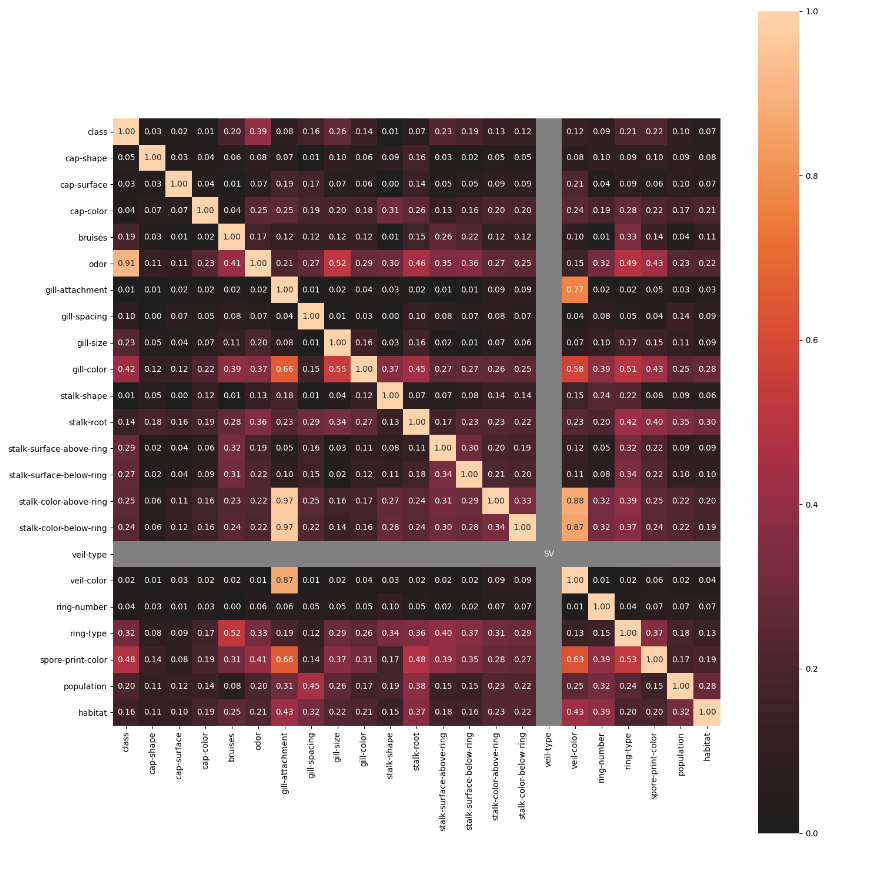 1.0
class 1.00 0.03 0.02 0.01 0.20 0.39 0.08 0.16 0.26 0.14 0.01 0.07 0.23 0.19 0.13 0.12 0.12 0.09 0.21 0.22 0.10 0.07
cap-shape 0.05 1.00 0.03 0.04 0.06 0.08 0.07 0.01 0.10 0.06 0.09 0.16 0.03 0.02 0.05 0.05 0.08 0.10 0.09 0.10 0.09 0.08
0.8
cap-surface 0.03 0.03 1.00 0.04 0.01 0.07 0.19 0.17 0.07 0.06 0.00 0.14 0.05 0.05 0.09 0.09 0.21 0.04 0.09 0.06 0.10 0.07
cap-color 0.04 0.07 0.07 1.00 0.04 0.25 0.25 0.19 0.20 0.18 0.31 0.26 0.13 0.16 0.20 0.20 0.24 0.19 0.28 0.22 0.17 0.21
bruises 0.19 0.03 0.01 0.02 1.00 0.17 0.12 0.12 0.12 0.12 0.01 0.15 0.26 0.22 0.12 0.12 0.10 0.01 0.33 0.14 0.04 0.11
odor 0.91 0.11 0.11 0.23 0.41 1.00 0.21 0.27 0.52 0.29 0.30 0.46 0.35 0.36 0.27 0.25 0.15 0.32 0.49 0.43 0.23 0.22
gill-attachment 0.01 0.01 0.02 0.02 0.02 0.02 1.00 0.01 0.02 0.04 0.03 0.02 0.01 0.01 0.09 0.09 0.77 0.02 0.02 0.05 0.03 0.03
gill-spacing 0.10 0.00 0.07 0.05 0.08 0.07 0.04 1.00 0.01 0.03 0.00 0.10 0.08 0.07 0.08 0.07 0.04 0.08 0.05 0.04 0.14 0.09
0.6
gill-size 0.23 0.05 0.04 0.07 0.11 0.20 0.08 0.01 1.00 0.16 0.03 0.16 0.02 0.01 0.07 0.06 0.07 0.10 0.17 0.15 0.11 0.09
gill-color 0.42 0.12 0.12 0.22 0.39 0.37 0.66 0.15 0.55 1.00 0.37 0.45 0.27 0.27 0.26 0.25 0.58 0.39 0.51 0.43 0.25 0.28
stalk-shape 0.01 0.05 0.00 0.12 0.01 0.13 0.18 0.01 0.03 0.11 1.00 0.07 0.07 0.08 0.14 0.14 0.15 0.24 0.22 0.08 0.09 0.06
stalk-root 0.14 0.18 0.16 0.19 0.28 0.36 0.23 0.29 0.34 0.27 0.13 1.00 0.17 0.23 0.23 0.22 0.23 0.20 0.42 0.40 0.35 0.30
stalk-surface-above-ring 0.29 0.02 0.04 0.06 0.32 0.19 0.05 0.16 0.03 0.11 0.08 0.11 1.00 0.30 0.20 0.19 0.12 0.05 0.32 0.22 0.09 0.09
stalk-surface-below-ring 0.27 0.02 0.04 0.09 0.31 0.22 0.10 0.15 0.02 0.12 0.11 0.18 0.34 1.00 0.21 0.20 0.11 0.08 0.34 0.22 0.10 0.10
0.4
stalk-color-above-ring 0.25 0.06 0.11 0.16 0.23 0.22 0.97 0.25 0.16 0.17 0.27 0.24 0.31 0.29 1.00 0.33 0.88 0.32 0.39 0.25 0.22 0.20
stalk-color-below-ring 0.24 0.06 0.12 0.16 0.24 0.22 0.97 0.22 0.14 0.16 0.28 0.24 0.30 0.28 0.34 1.00 0.87 0.32 0.37 0.24 0.22 0.19
veil-type SV
veil-color 0.02 0.01 0.03 0.02 0.02 0.01 0.87 0.01 0.02 0.04 0.03 0.02 0.02 0.02 0.09 0.09 1.00 0.01 0.02 0.06 0.02 0.04
ring-number 0.04 0.03 0.01 0.03 0.00 0.06 0.06 0.05 0.05 0.05 0.10 0.05 0.02 0.02 0.07 0.07 0.01 1.00 0.04 0.07 0.07 0.07
ring-type 0.32 0.08 0.09 0.17 0.52 0.33 0.19 0.12 0.29 0.26 0.34 0.36 0.40 0.37 0.31 0.29 0.13 0.15 1.00 0.37 0.18 0.13
spore-print-color 0.48 0.14 0.08 0.19 0.31 0.41 0.66 0.14 0.37 0.31 0.17 0.48 0.39 0.35 0.28 0.27 0.63 0.39 0.53 1.00 0.17 0.19
0.2
population 0.20 0.11 0.12 0.14 0.08 0.20 0.31 0.45 0.26 0.17 0.19 0.38 0.15 0.15 0.23 0.22 0.25 0.32 0.24 0.15 1.00 0.28
habitat 0.16 0.11 0.10 0.19 0.25 0.21 0.43 0.32 0.22 0.21 0.15 0.37 0.18 0.16 0.23 0.22 0.43 0.39 0.20 0.20 0.32 1.00
class
cap-shape
cap-surface
cap-color
bruises
odor
gill-attachment
gill-spacing
gill-size
gill-color
stalk-shape
stalk-root
stalk-surface-above-ring
stalk-surface-below-ring
stalk-color-above-ring
stalk-color-below-ring
veil-type
veil-color
ring-number
ring-type
spore-print-color
population
habitat
0.0